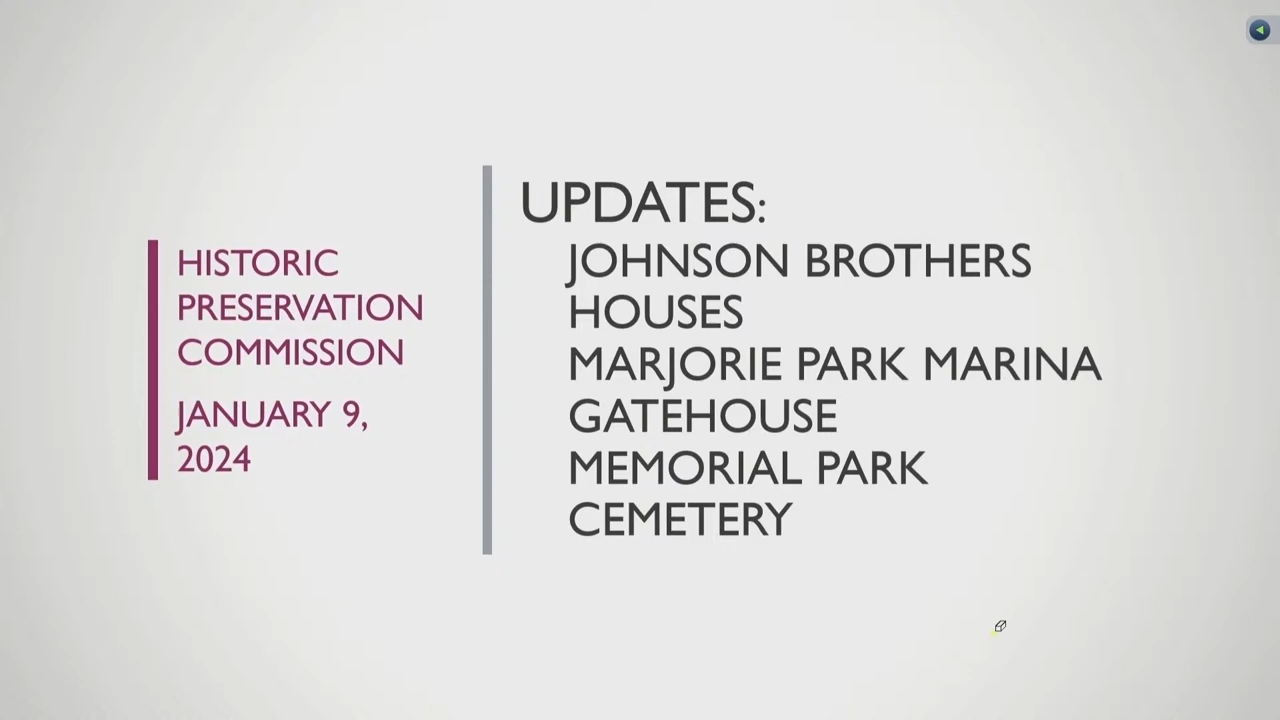 HISTORIC
PRESERVATION
COMMISSION
JANUARY 9,
2024
UPDATES:
JOHNSON BROTHERS
HOUSES
MARJORIE PARK MARINA
GATEHOUSE
MEMORIAL PARK
CEMETERY